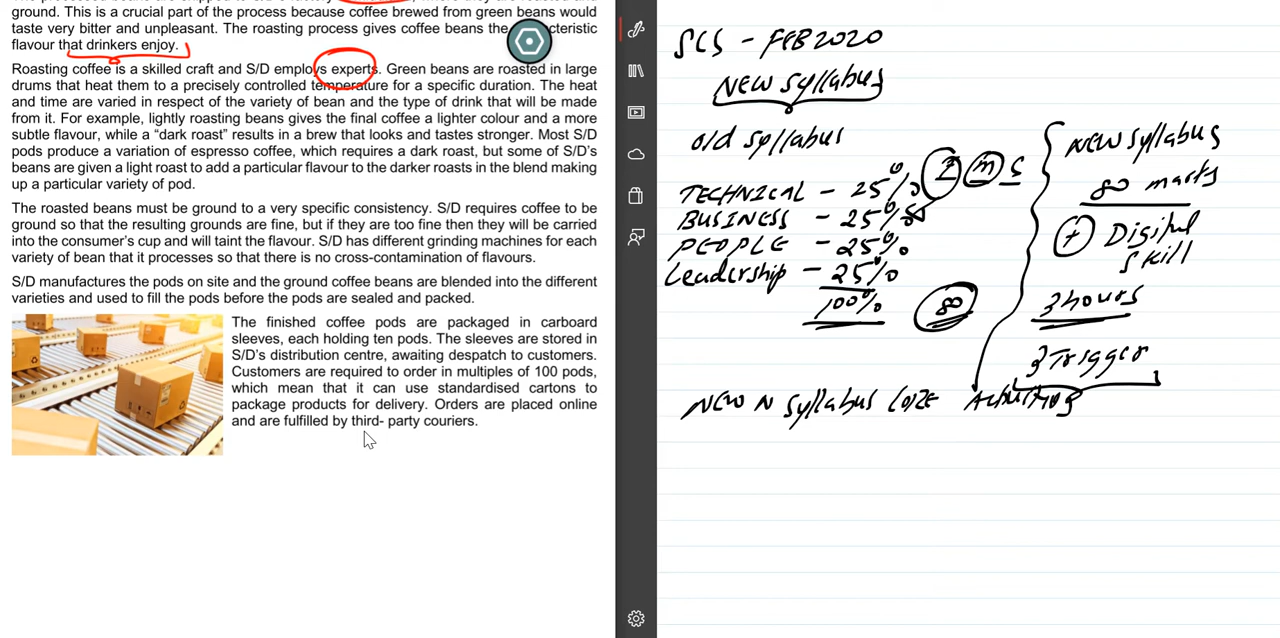 ground. This is a crucial part of the process because coffee brewed from green beans would
taste very bitter and unpleasant. The roasting process gives coffee beans the cteristic
flavour that drinkers enjoy.
Roasting coffee is a skilled craft and S/D employs experts. Green beans are roasted in large
drums that heat them to a precisely controlled temperature for a specific duration. The heat
and time are varied in respect of the variety of bean and the type of drink that will be made
from it. For example, lightly roasting beans gives the final coffee a lighter colour and a more
subtle flavour, while a “dark roast” results in a brew that looks and tastes stronger. Most S/D
pods produce a variation of espresso coffee, which requires a dark roast, but some of S/D’s
beans are given a light roast to add a particular flavour to the darker roasts in the blend making
up a particular variety of pod.
The roasted beans must be ground to a very specific consistency. S/D requires coffee to be
ground so that the resulting grounds are fine, but if they are too fine then they will be carried
into the consumer’s cup and will taint the flavour. S/D has different grinding machines for each
variety of bean that it processes so that there is no cross-contamination of flavours.
S/D manufactures the pods on site and the ground coffee beans are blended into the different
varieties and used to fill the pods before the pods are sealed and packed.
The finished coffee pods are packaged in carboard
sleeves, each holding ten pods. The sleeves are stored in
S/D’s distribution centre, awaiting despatch to customers.
Customers are required to order in multiples of 100 pods,
which mean that it can use standardised cartons to
package products for delivery. Orders are placed online
and are fulfilled by third- party couriers.
SCS - FEB 2020
NEW syllabus
old syllabus
TECHNICAL - 25%
BUSINESS - 25%
PEOPLE - 25%
Leadership - 25%
100%
80
m S
NEW syllabus
80 marks
+ Digital
skill
3 hours
3 Trigger
NEW syllabus core Activities